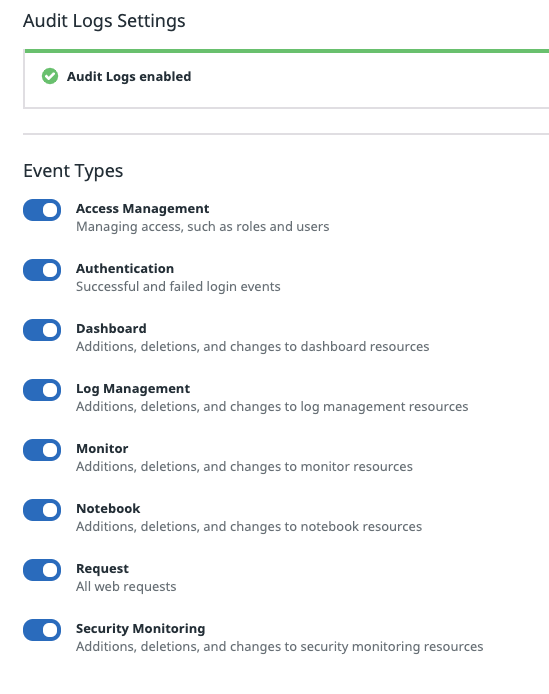 Audit Logs Settings
Audit Logs enabled
Event Types
Access Management
Managing access, such as roles and users
Authentication
Successful and failed login events
Dashboard
Additions, deletions, and changes to dashboard resources
Log Management
Additions, deletions, and changes to log management resources
Monitor
Additions, deletions, and changes to monitor resources
Notebook
Additions, deletions, and changes to notebook resources
Request
All web requests
Security Monitoring
Additions, deletions, and changes to security monitoring resources